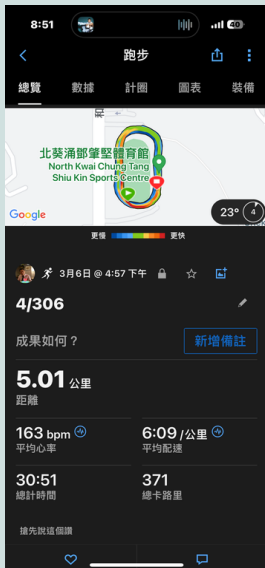 8:51
40
跑步
總覽 數據 計圈 圖表 裝備
北葵涌鄧肇堅體育館
North Kwai Chung Tang
Shiu Kin Sports Centre
Google
23° 4
更慢 更快
3月6日 @ 4:57 下午
4/306
成果如何？
新增備註
5.01 公里
距離
163 bpm 6:09 /公里
平均心率 平均配速
30:51 371
總計時間 總卡路里
搶先說這個讚